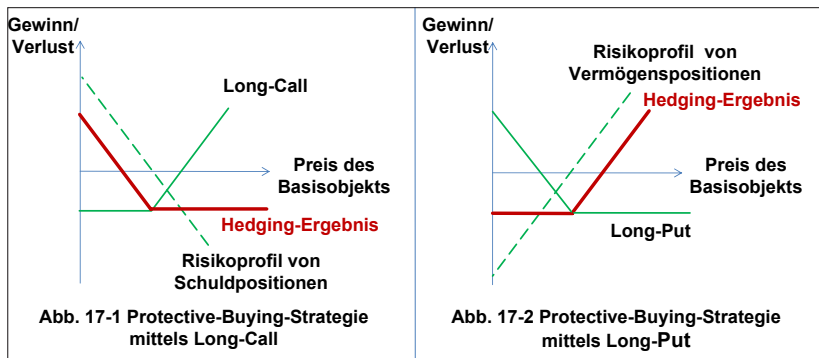 Gewinn/
Verlust
Long-Call
Preis des
Basisobjekts
Hedging-Ergebnis
Risikoprofil von
Schuldpositionen
Abb. 17-1 Protective-Buying-Strategie
mittels Long-Call
Gewinn/
Verlust
Risikoprofil von
Vermögenspositionen
Hedging-Ergebnis
Preis des
Basisobjekts
Long-Put
Abb. 17-2 Protective-Buying-Strategie
mittels Long-Put